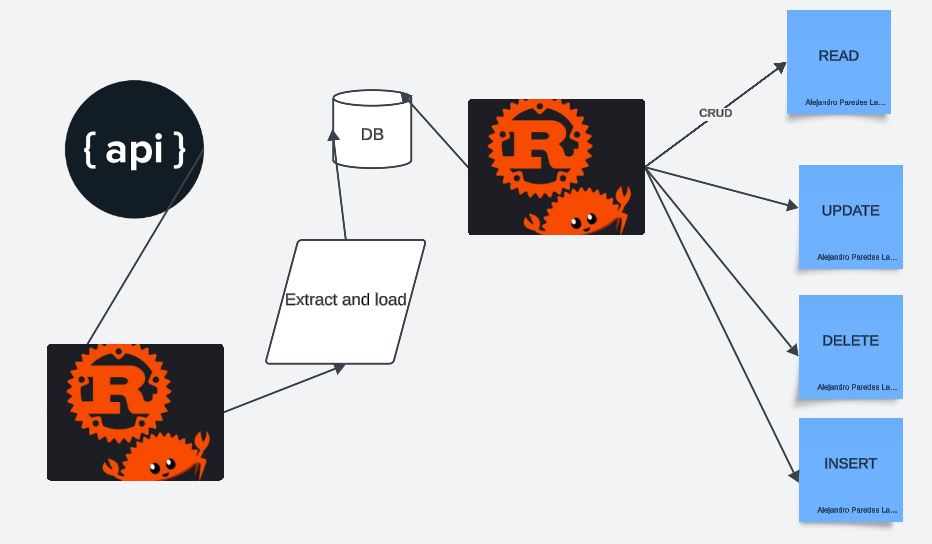 { api }
DB
Extract and load
R
R
CRUD
READ
Alejandro Paredes La...
UPDATE
Alejandro Paredes La...
DELETE
Alejandro Paredes La...
INSERT
Alejandro Paredes La...